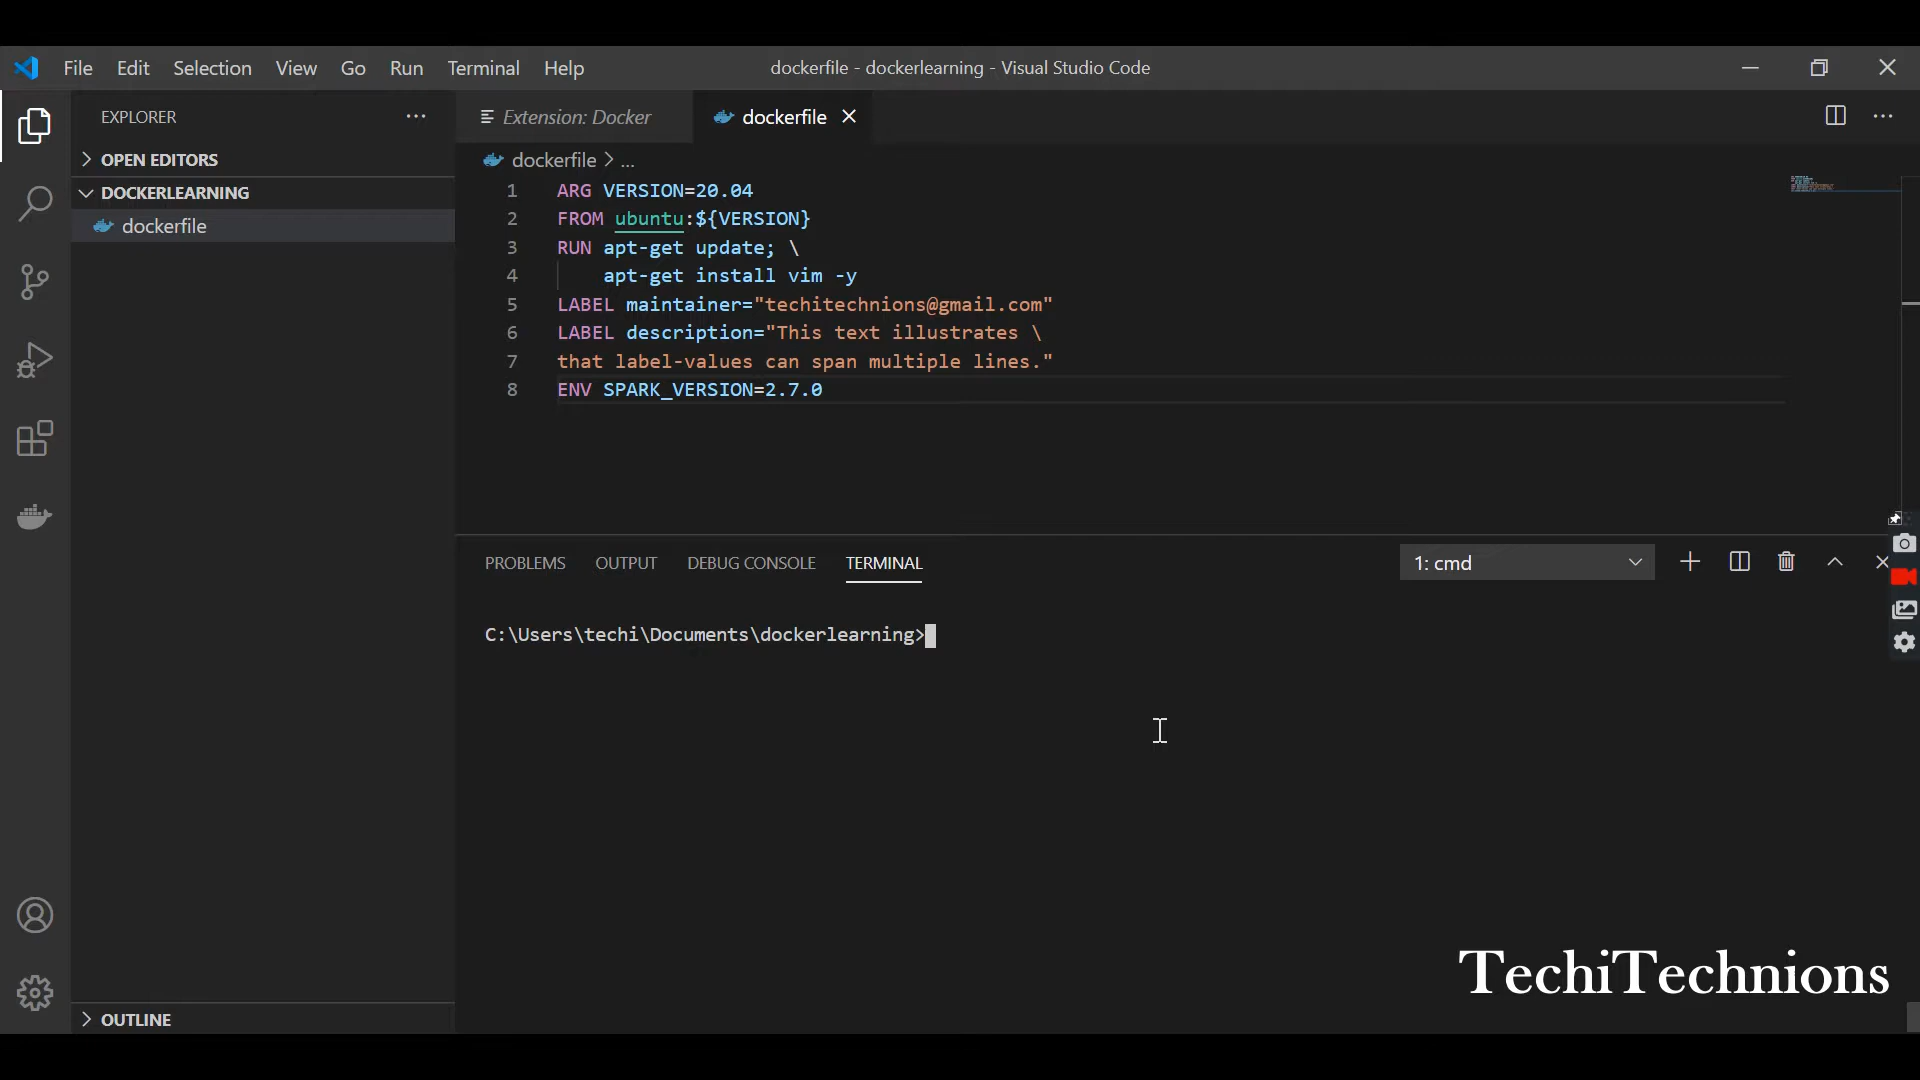 File Edit Selection View Go Run Terminal Help
dockerfile - dockerlearning - Visual Studio Code
EXPLORER
OPEN EDITORS
DOCKERLEARNING
dockerfile
OUTLINE
Extension: Docker
dockerfile
dockerfile > ...
1 ARG VERSION=20.04
2 FROM ubuntu:${VERSION}
3 RUN apt-get update; \
4 apt-get install vim -y
5 LABEL maintainer="techitechnions@gmail.com"
6 LABEL description="This text illustrates \
7 that label-values can span multiple lines."
8 ENV SPARK_VERSION=2.7.0
PROBLEMS OUTPUT DEBUG CONSOLE TERMINAL
1: cmd
C:\Users\techi\Documents\dockerlearning>
TechiTechnions